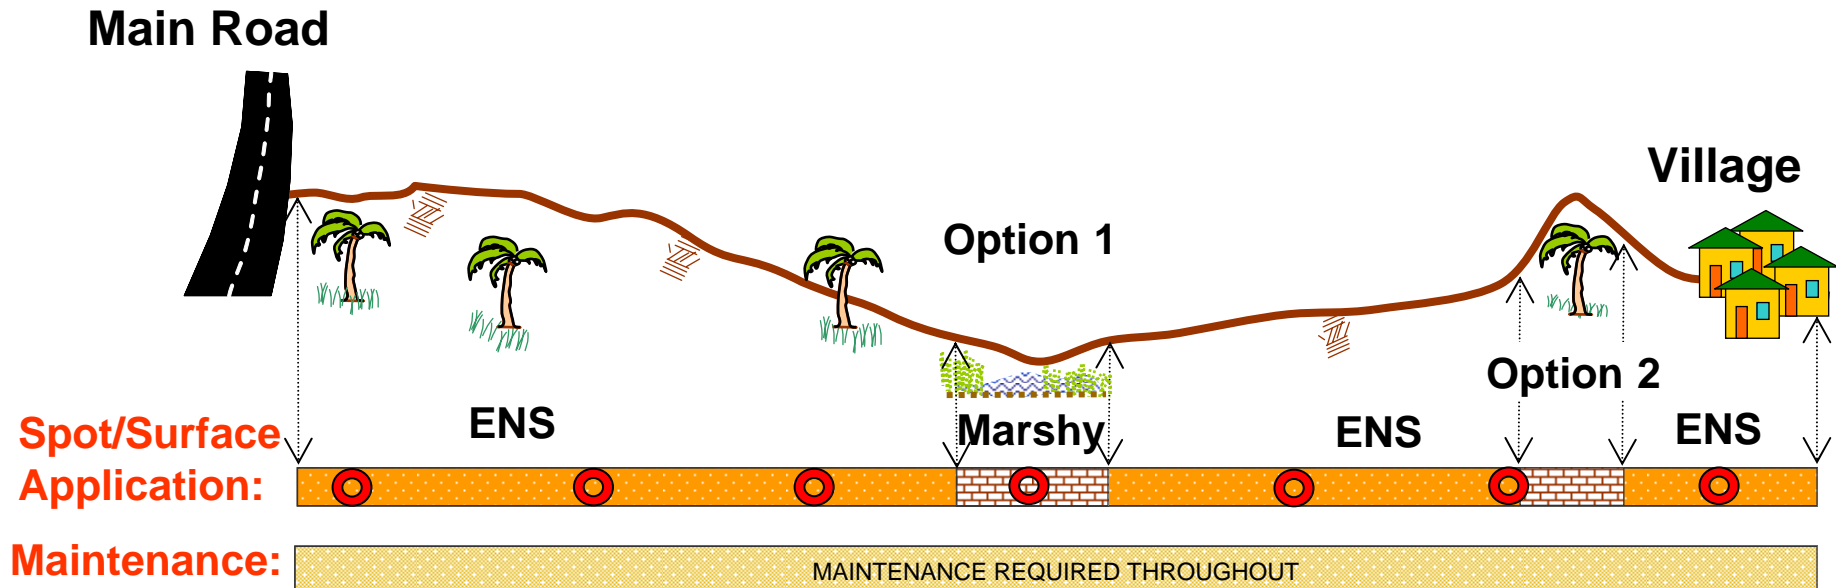 Main Road
Village
Option 1
Option 2
ENS
Marshy
ENS
ENS
Spot/Surface
Application:
Maintenance:
MAINTENANCE REQUIRED THROUGHOUT